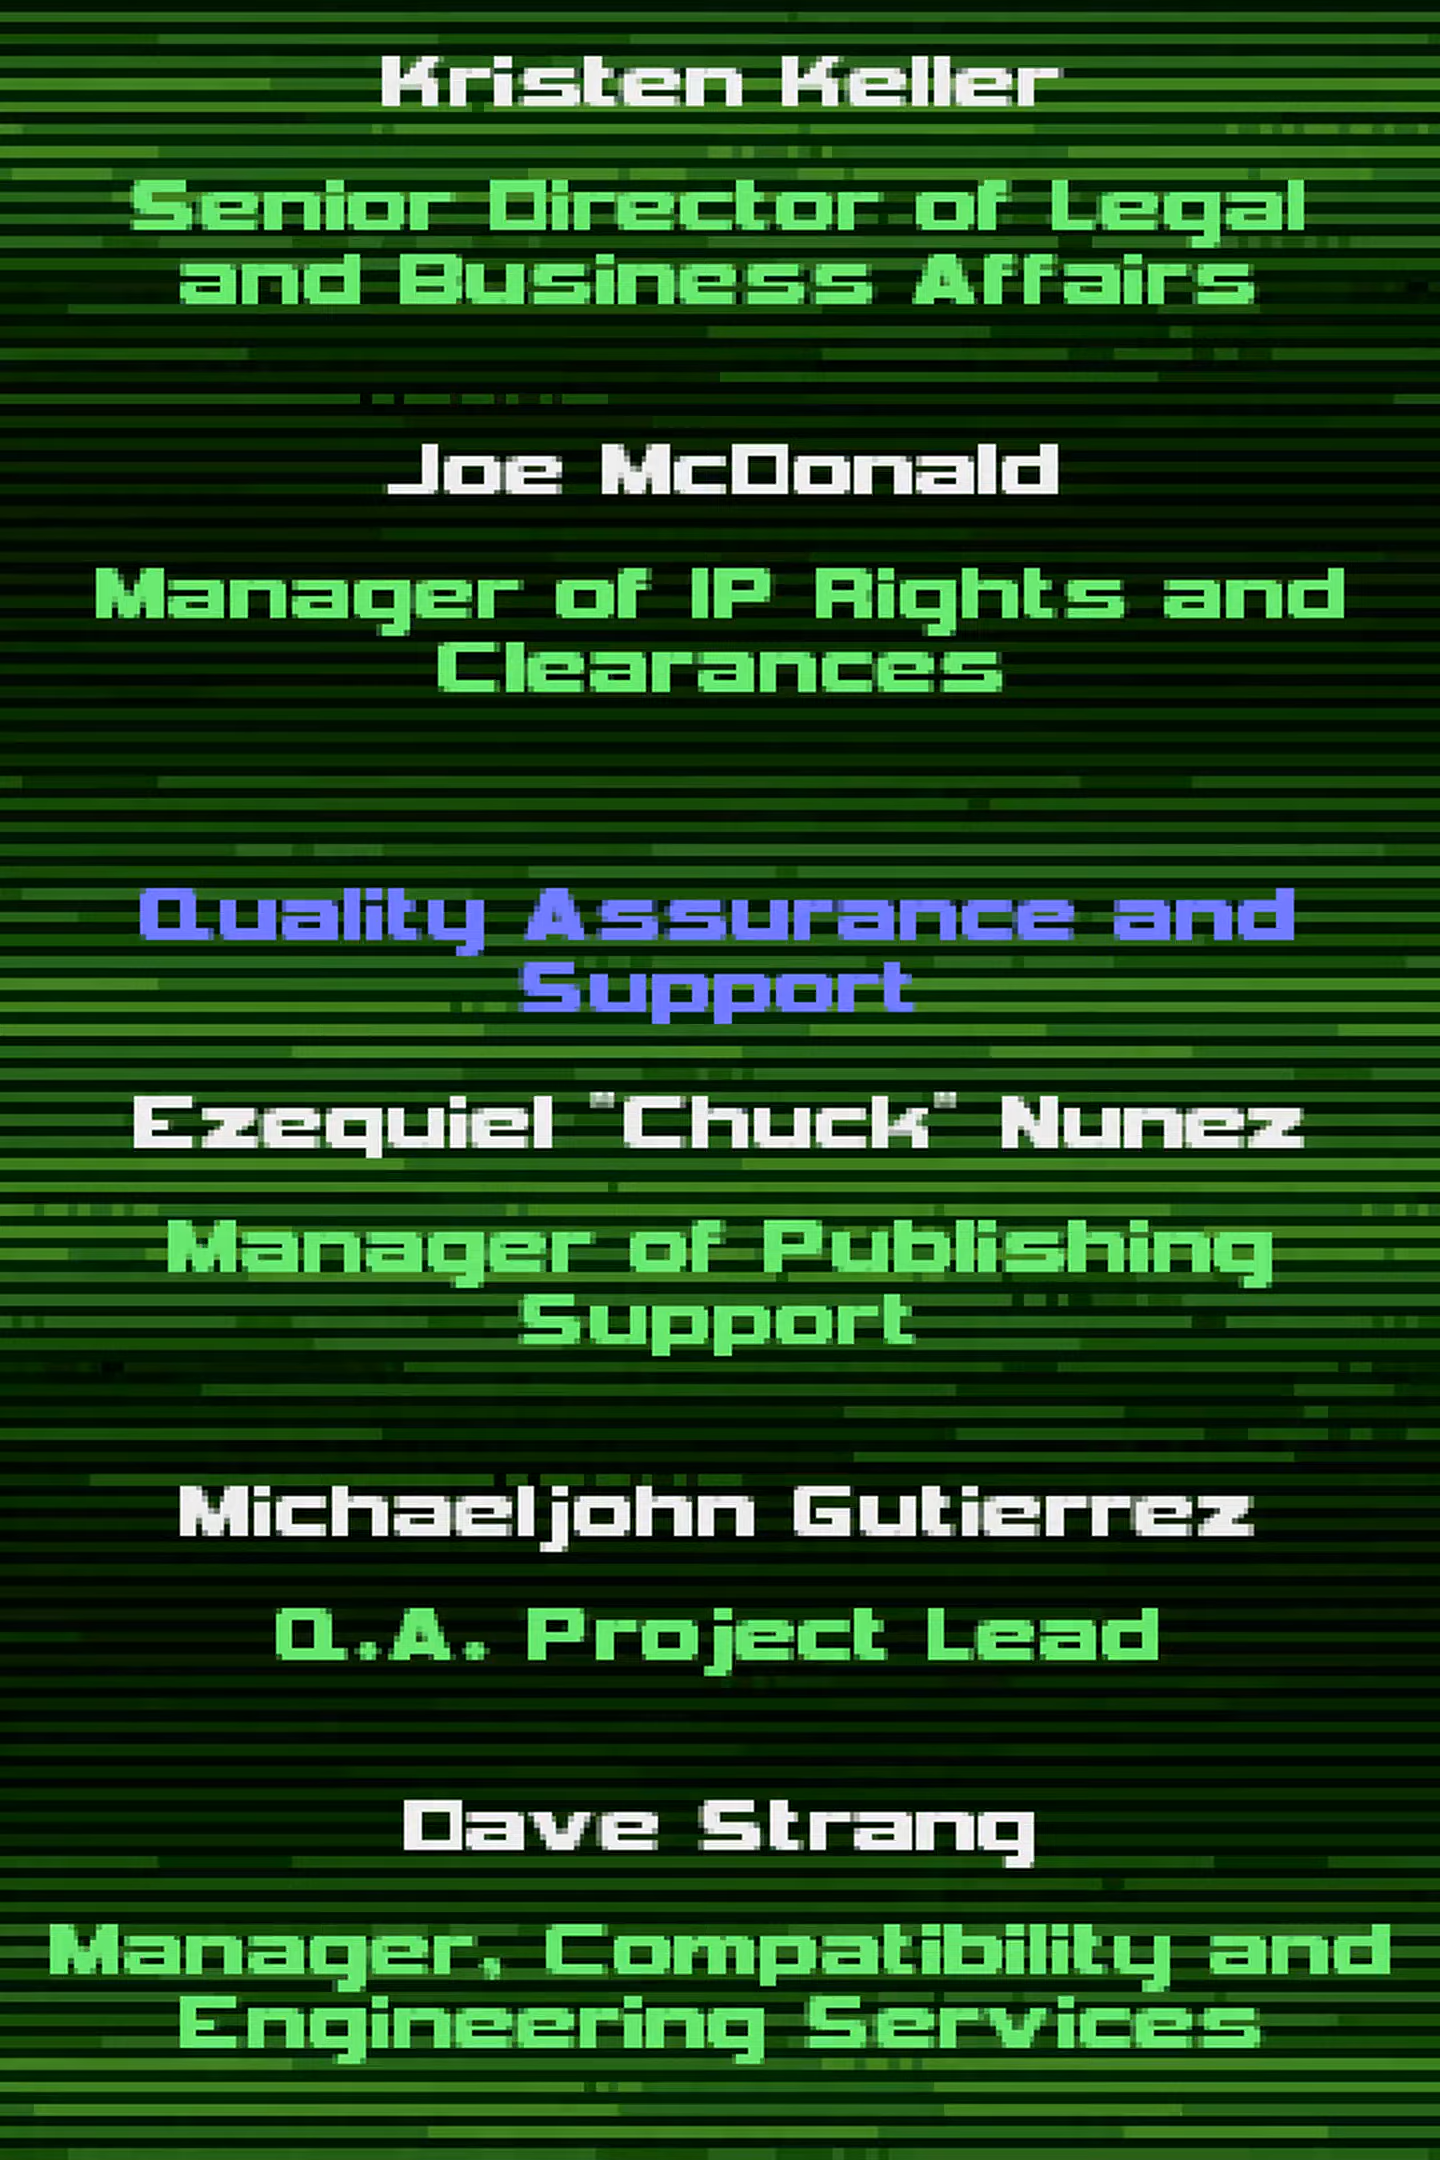 Kristen Keller
Senior Director of Legal
and Business Affairs
Joe McDonald
Manager of IP Rights and
Clearances
Quality Assurance and
Support
Ezequiel "Chuck" Nunez
Manager of Publishing
Support
Michaeljohn Gutierrez
Q.A. Project Lead
Dave Strang
Manager, Compatibility and
Engineering Services